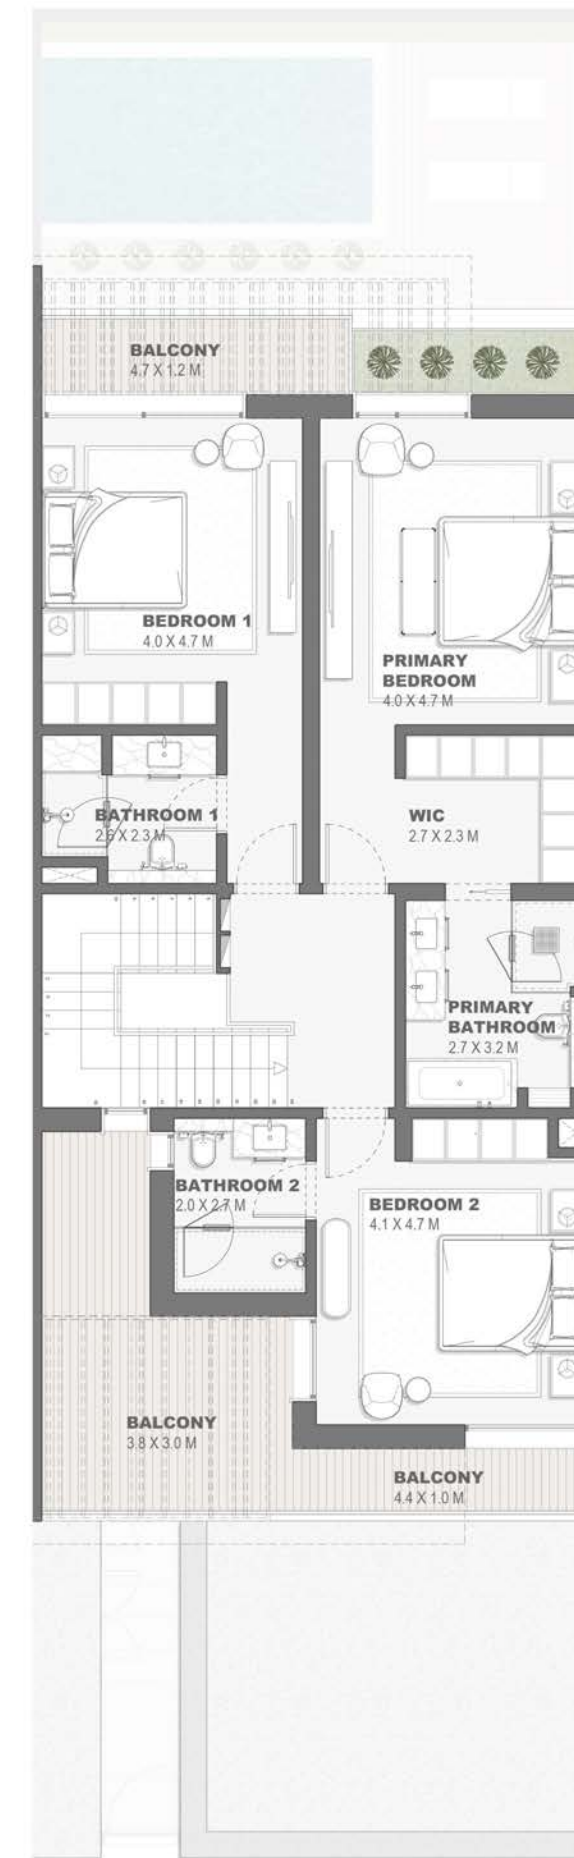 BALCONY
4.7 X 1.2 M
BEDROOM 1
4.0 X 4.7 M
PRIMARY
BEDROOM
4.0 X 4.7 M
BATHROOM 1
2.6 X 2.3 M
WIC
2.7 X 2.3 M
PRIMARY
BATHROOM
2.7 X 3.2 M
BATHROOM 2
2.0 X 2.7 M
BEDROOM 2
4.1 X 4.7 M
BALCONY
3.8 X 3.0 M
BALCONY
4.4 X 1.0 M